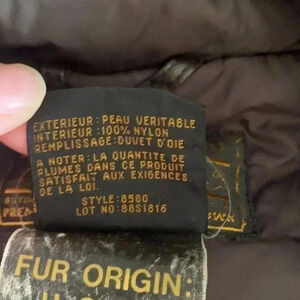 EXTERIEUR: PEAU VERITABLE
INTERIEUR: 100% NYLON
REMPLISSAGE: DUVET D'OIE
A NOTER: LA QUANTITE DE
PLUMES DANS CE PRODUIT
SATISFAIT AUX EXIGENCES
DE LA LOI.
STYLE: 8580
LOT NO: 88S1816
FUR ORIGIN: